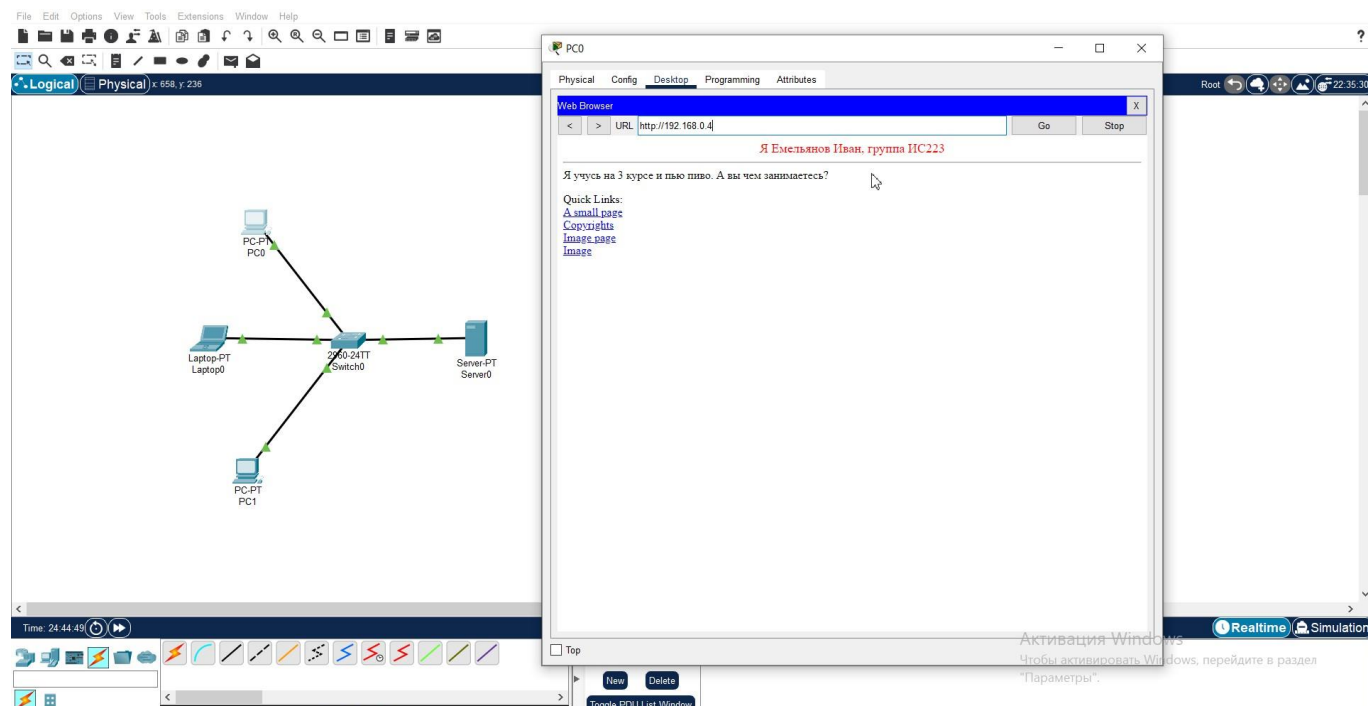 File Edit Options View Tools Extensions Window Help
?
Logical Physical x: 658, y: 236
Root 22:35:30
PC0
Physical Config Desktop Programming Attributes
Web Browser X
< > URL http://192.168.0.4 Go Stop
Я Емельянов Иван, группа ИС223
Я учусь на 3 курсе и пью пиво. А вы чем занимаетесь?
Quick Links:
A small page
Copyrights
Image page
Image
PC-PT
PC0
Laptop-PT
Laptop0
2960-24TT
Switch0
Server-PT
Server0
PC-PT
PC1
Time: 24:44:49
Realtime Simulation
Top
Активация Windows
Чтобы активировать Windows, перейдите в раздел
"Параметры".
New Delete
Toggle PDU List Window